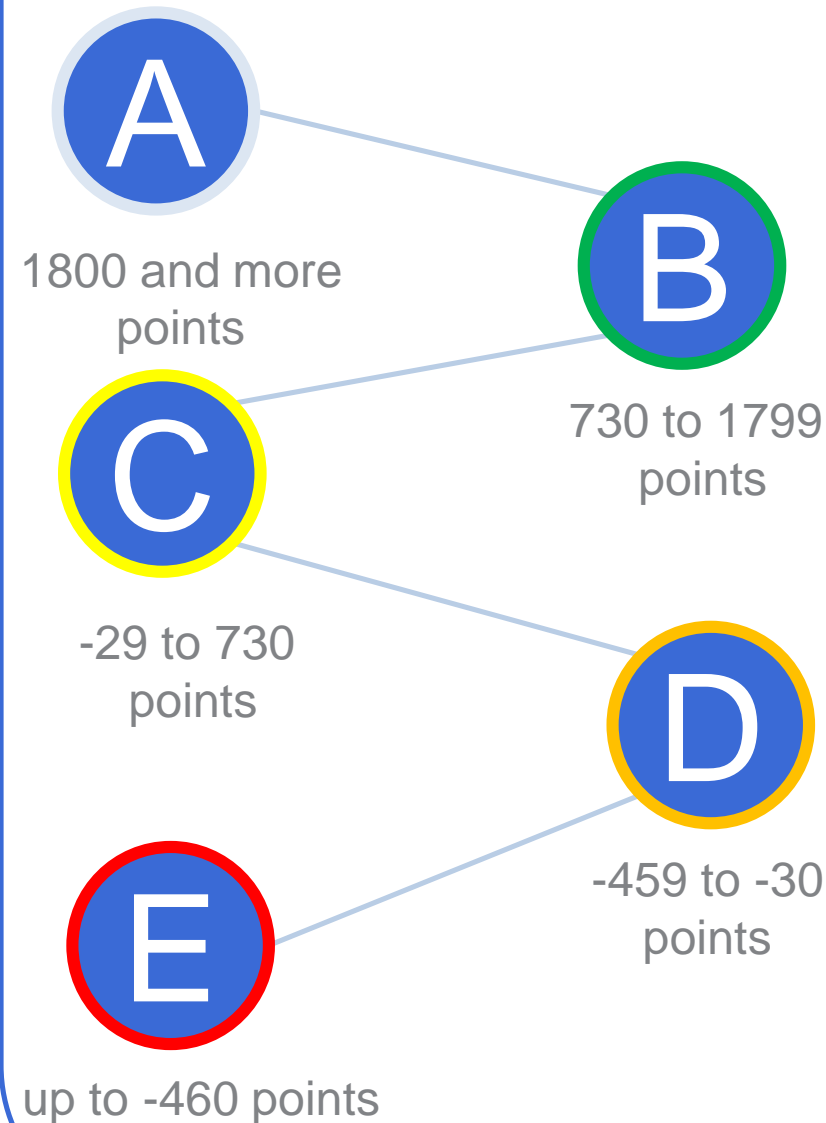 A
1800 and more
points
B
730 to 1799
points
C
-29 to 730
points
D
-459 to -30
points
E
up to -460 points